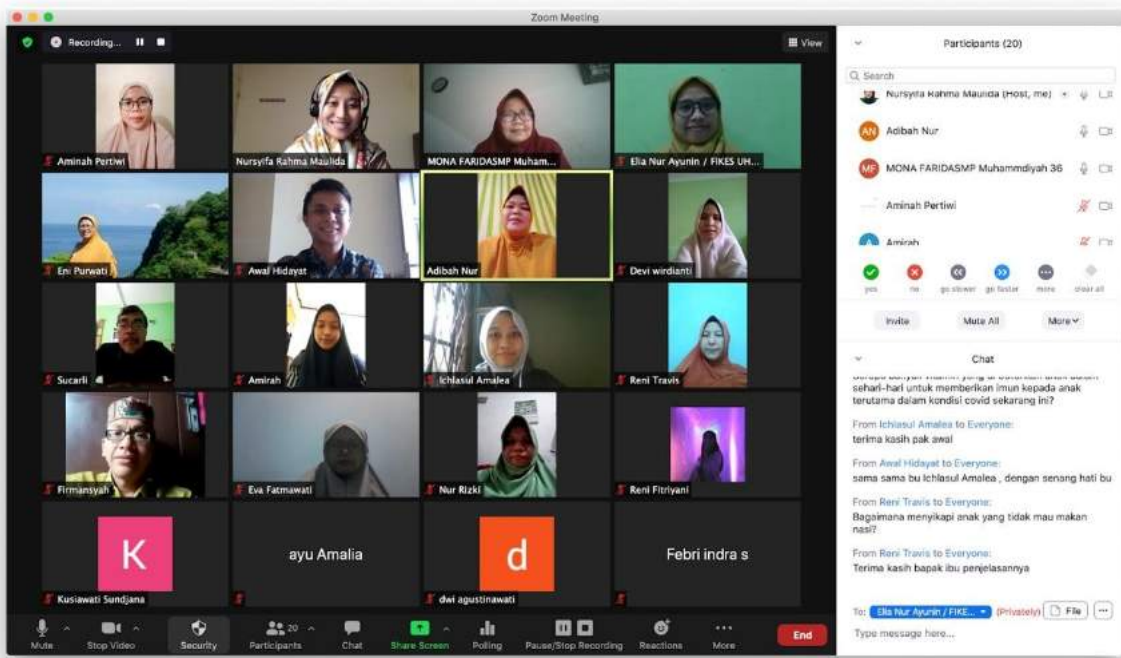 Zoom Meeting
Recording...
View
Aminah Pertiwi
Nursyifa Rahma Maulida
MONA FARIDASMP Muham...
Elia Nur Ayunin / FIKES UH...
Eni Purwati
Awal Hidayat
Adibah Nur
Devi wirdianti
Sucarli
Amirah
Ichlasul Amalea
Reni Travis
Firmansyah
Eva Fatmawati
Nur Rizki
Reni Fitriyani
K
ayu Amalia
d
Febri indra s
Kusiawati Sundjana
dwi agustinawati
Mute
Stop Video
Security
Participants
20
Chat
Share Screen
Polling
Pause/Stop Recording
Reactions
More
End
Participants (20)
Search
Nursyifa Rahma Maulida (Host, me)
AN Adibah Nur
MF MONA FARIDASMP Muhammdiyah 36
Aminah Pertiwi
A Amirah
yes no go slower go faster more clear all
Invite Mute All More
Chat
sehari-hari untuk memberikan imun kepada anak
terutama dalam kondisi covid sekarang ini?
From Ichlasul Amalea to Everyone:
terima kasih pak awal
From Awal Hidayat to Everyone:
sama sama bu Ichlasul Amalea , dengan senang hati bu
From Reni Travis to Everyone:
Bagaimana menyikapi anak yang tidak mau makan
nasi?
From Reni Travis to Everyone:
Terima kasih bapak ibu penjelasannya
To: Elia Nur Ayunin / FIKE... (Privately) File
Type message here...